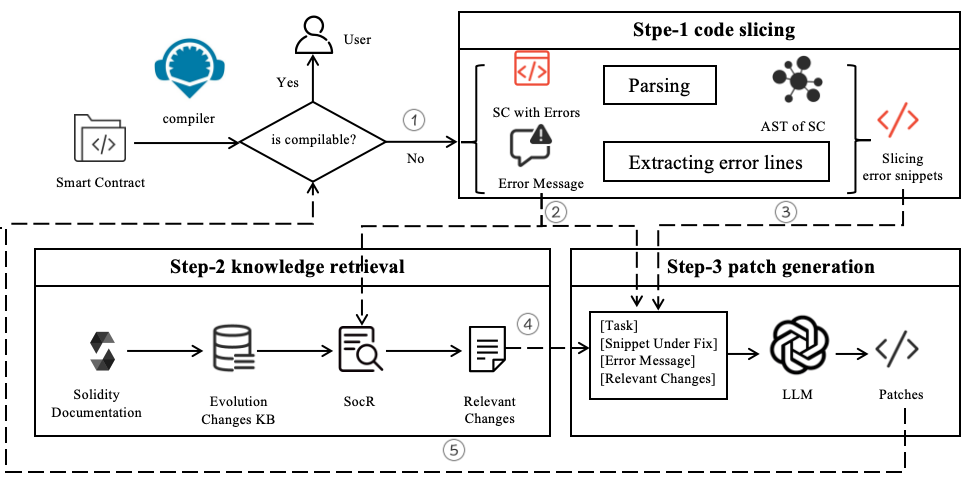 User
Yes
compiler
is compilable?
Smart Contract
①
No
Stpe-1 code slicing
</>
SC with Errors
Error Message
Parsing
Extracting error lines
AST of SC
</>
Slicing
error snippets
</>
②
③
Step-2 knowledge retrieval
Solidity
Documentation
Evolution
Changes KB
SocR
Relevant
Changes
④
Step-3 patch generation
[Task]
[Snippet Under Fix]
[Error Message]
[Relevant Changes]
LLM
</>
Patches
⑤